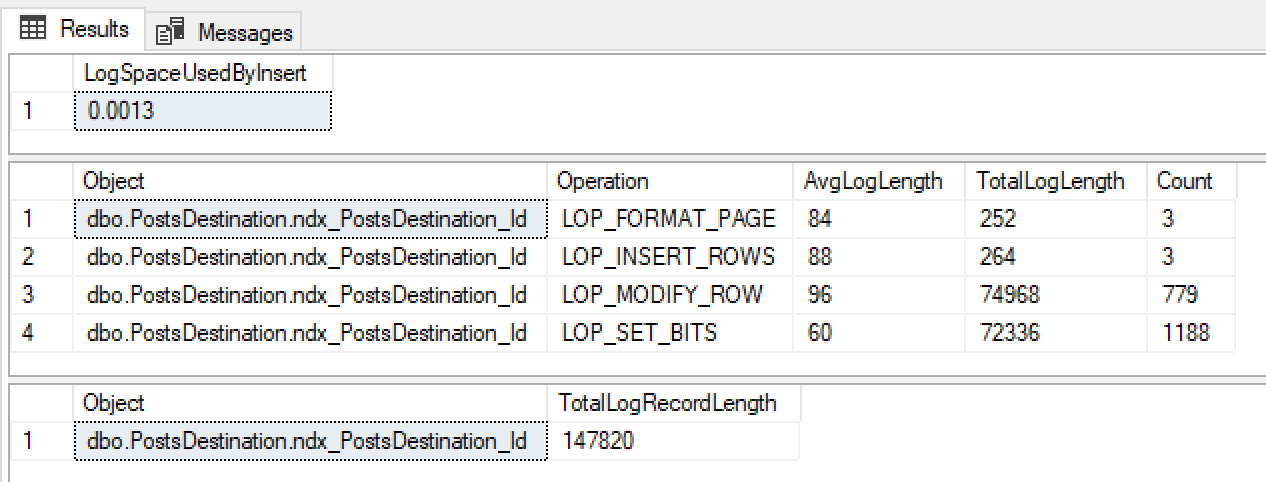 Results Messages
LogSpaceUsedByInsert
1 0.0013
Object Operation AvgLogLength TotalLogLength Count
1 dbo.PostsDestination.ndx_PostsDestination_Id LOP_FORMAT_PAGE 84 252 3
2 dbo.PostsDestination.ndx_PostsDestination_Id LOP_INSERT_ROWS 88 264 3
3 dbo.PostsDestination.ndx_PostsDestination_Id LOP_MODIFY_ROW 96 74968 779
4 dbo.PostsDestination.ndx_PostsDestination_Id LOP_SET_BITS 60 72336 1188
Object TotalLogRecordLength
1 dbo.PostsDestination.ndx_PostsDestination_Id 147820